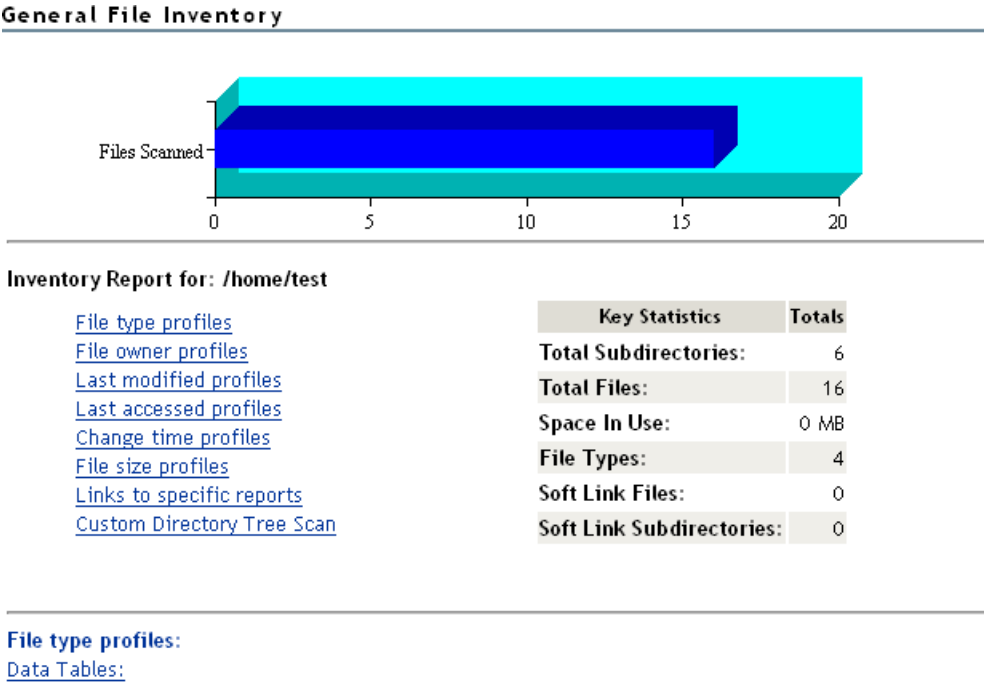 General File Inventory
Files Scanned
0 5 10 15 20
Inventory Report for: /home/test
File type profiles
File owner profiles
Last modified profiles
Last accessed profiles
Change time profiles
File size profiles
Links to specific reports
Custom Directory Tree Scan
Key Statistics Totals
Total Subdirectories: 6
Total Files: 16
Space In Use: 0 MB
File Types: 4
Soft Link Files: 0
Soft Link Subdirectories: 0
File type profiles:
Data Tables: